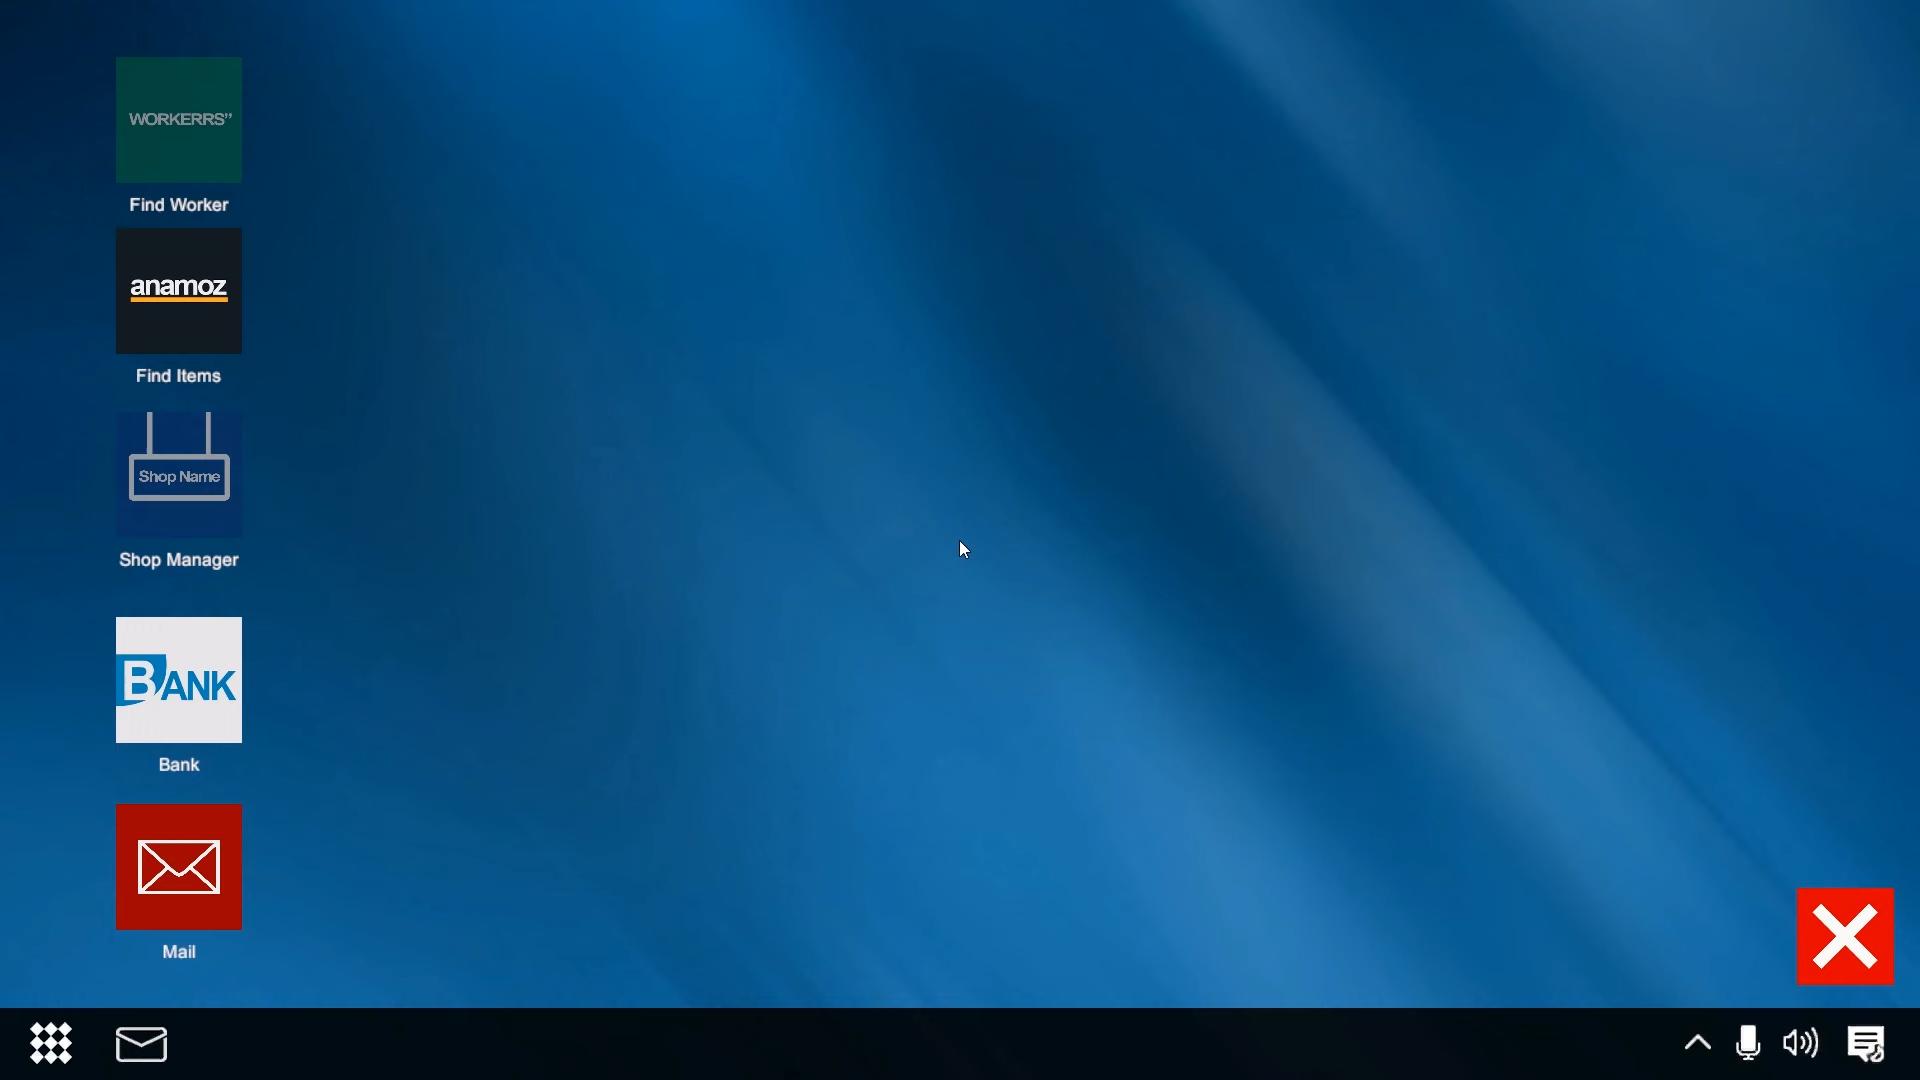 WORKERRS"
Find Worker
anamoz
Find Items
Shop Name
Shop Manager
BANK
Bank
Mail